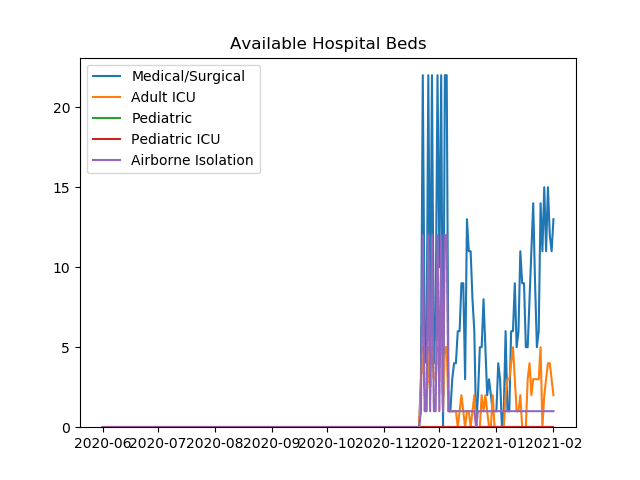 Available Hospital Beds
Medical/Surgical
Adult ICU
Pediatric
Pediatric ICU
Airborne Isolation
20
15
10
5
0
2020-06 2020-07 2020-08 2020-09 2020-10 2020-11 2020-12 2021-01 2021-02